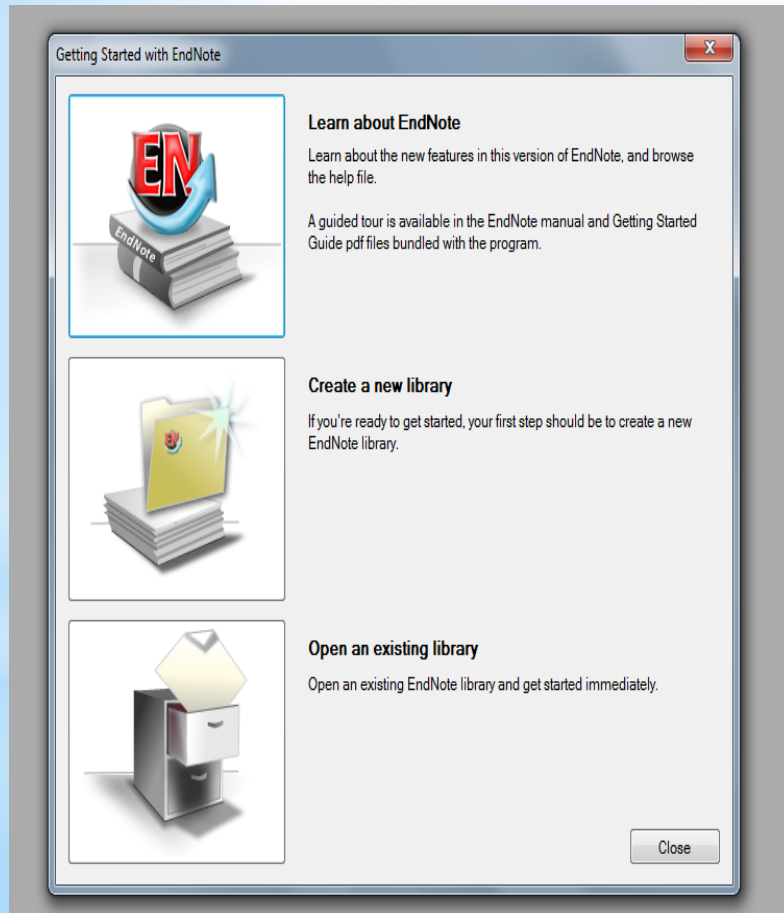 Getting Started with EndNote
X
EN
EndNote
Learn about EndNote
Learn about the new features in this version of EndNote, and browse
the help file.
A guided tour is available in the EndNote manual and Getting Started
Guide pdf files bundled with the program.
EN
Create a new library
If you're ready to get started, your first step should be to create a new
EndNote library.
Open an existing library
Open an existing EndNote library and get started immediately.
Close